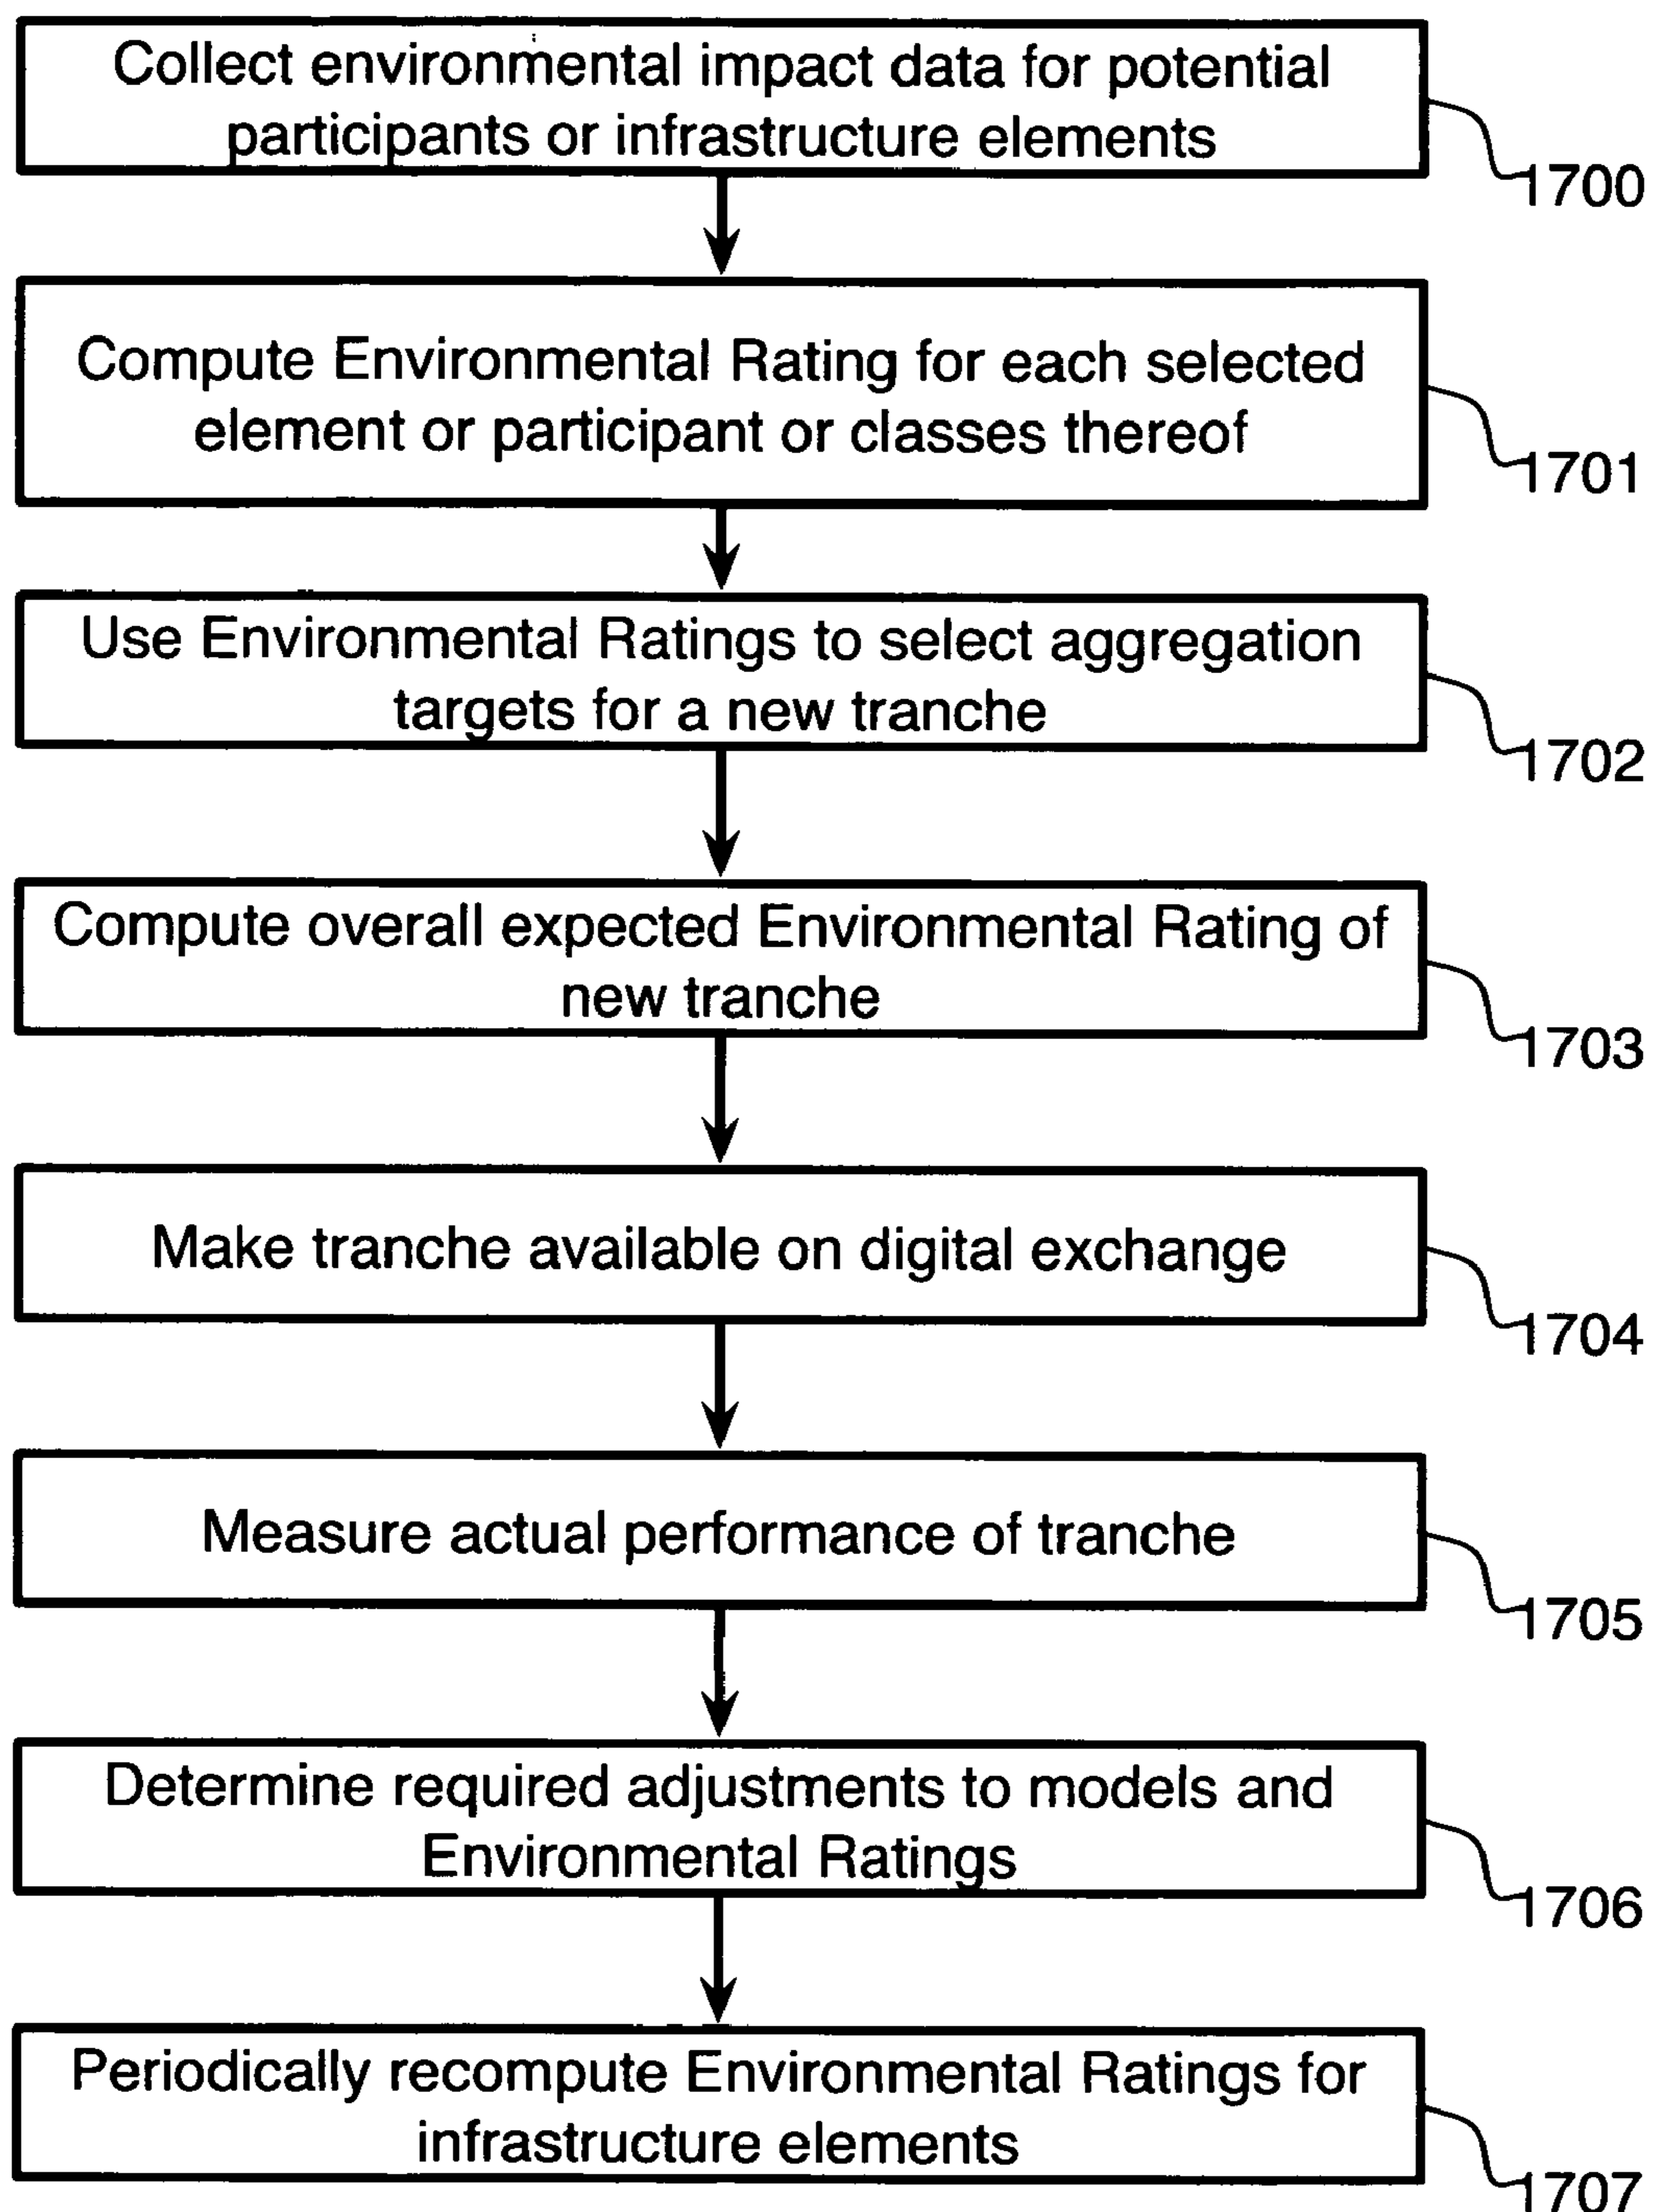 Collect environmental impact data for potential
participants or infrastructure elements
1700
Compute Environmental Rating for each selected
element or participant or classes thereof
1701
Use Environmental Ratings to select aggregation
targets for a new tranche
1702
Compute overall expected Environmental Rating of
new tranche
1703
Make tranche available on digital exchange
1704
Measure actual performance of tranche
1705
Determine required adjustments to models and
Environmental Ratings
1706
Periodically recompute Environmental Ratings for
infrastructure elements
1707